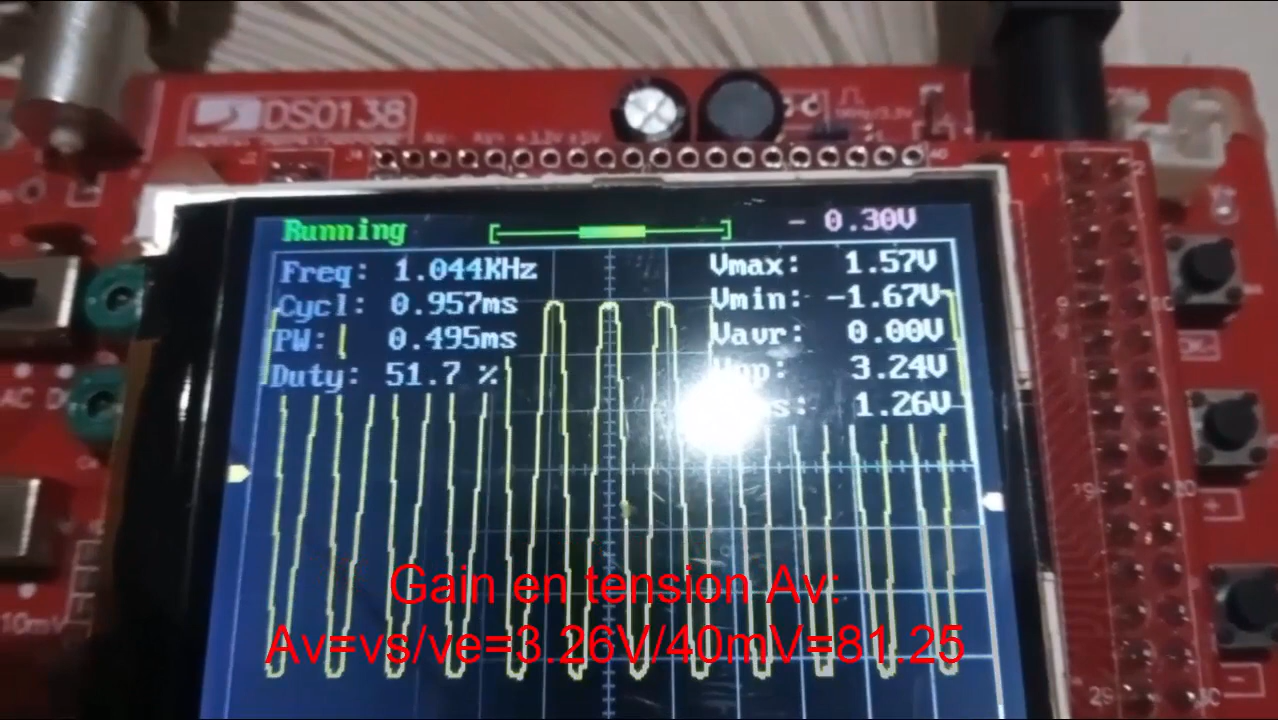 DSO138
Running
- 0.30V
Freq: 1.044KHz
Cycl: 0.957ms
PW: 0.495ms
Duty: 51.7 %
Vmax: 1.57V
Vmin: -1.67V
Vavr: 0.00V
3.24V
1.26V
Gain en tension Av:
Av=vs/ve=3.26V/40mV=81.25
10mV